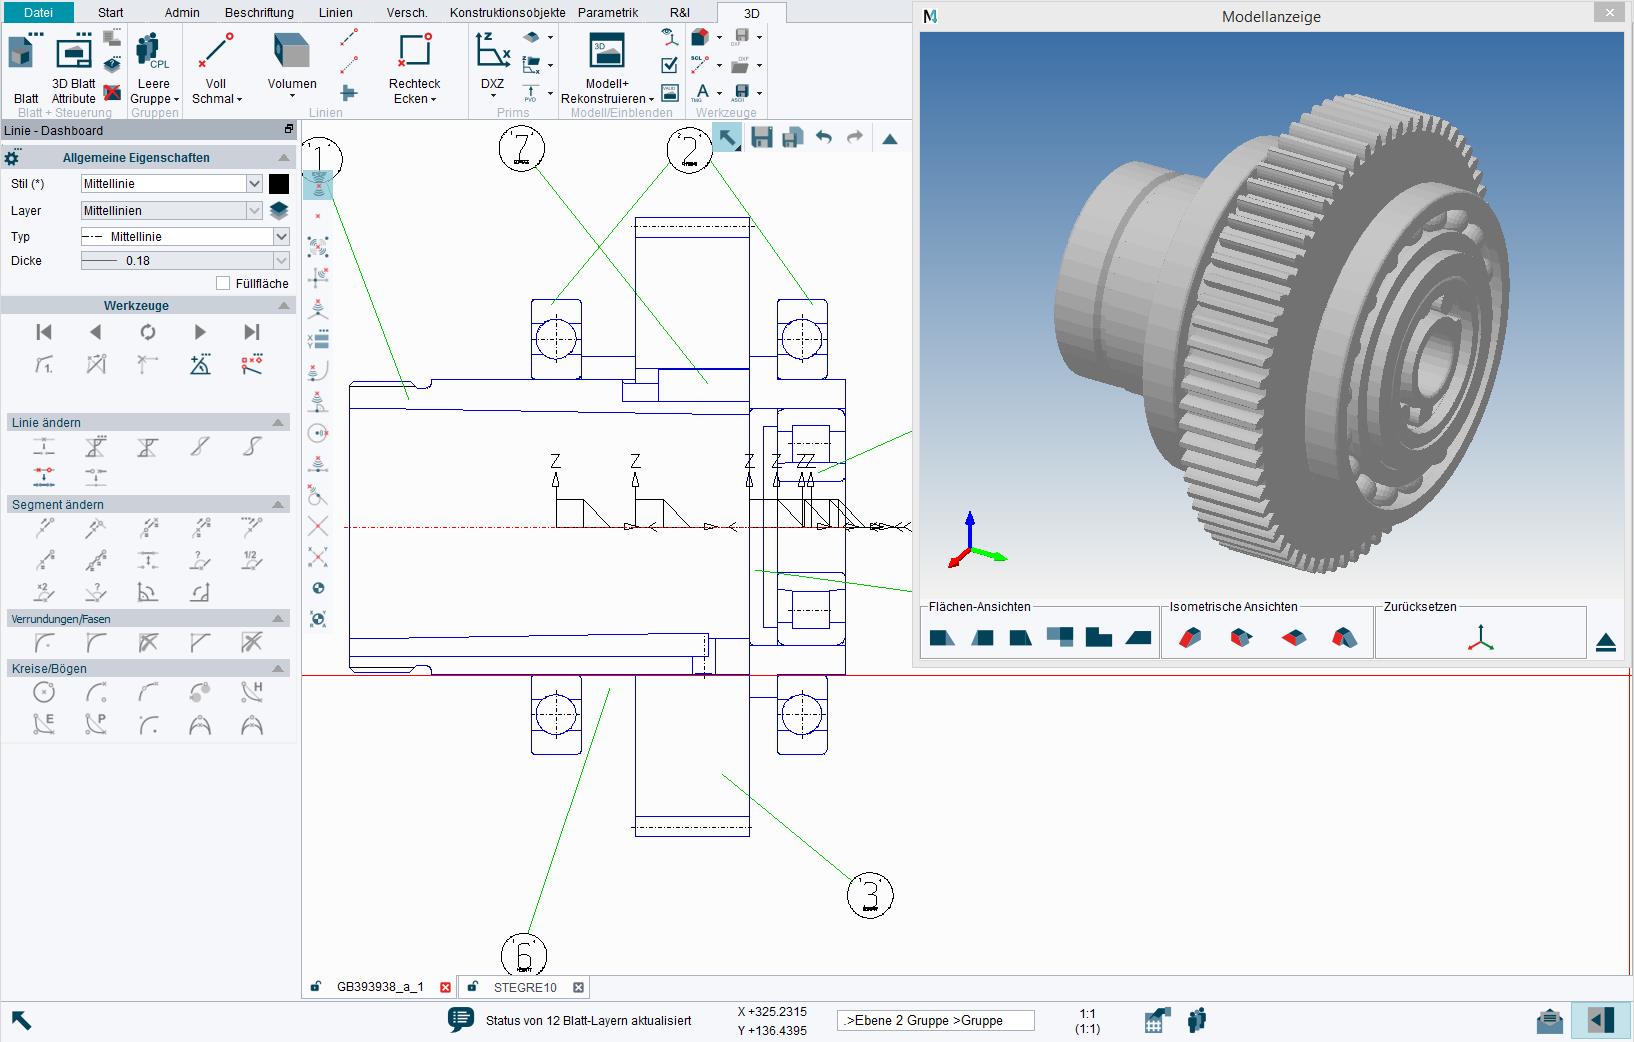 Datei Start Admin Beschriftung Linien Versch. Konstruktionsobjekte Parametrik R&I 3D
3D Blatt Leere Voll Volumen Rechteck DXZ Modell+
Blatt Attribute Gruppe Schmal Ecken Rekonstruieren
Blatt + Steuerung Gruppen Linien Prims Modell/Einblenden Werkzeuge
Linie - Dashboard
Allgemeine Eigenschaften
Stil (*) Mittellinie
Layer Mittellinien
Typ Mittellinie
Dicke 0.18
Füllfläche
Werkzeuge
Linie ändern
Segment ändern
Verrundungen/Fasen
Kreise/Bögen
1
7
2
Z Z Z Z Z Z
3
6
Modellanzeige
Flächen-Ansichten Isometrische Ansichten Zurücksetzen
GB393938_a_1 STEGRE10
Status von 12 Blatt-Layern aktualisiert
X +325.2315
Y +136.4395
.>Ebene 2 Gruppe >Gruppe
1:1
(1:1)